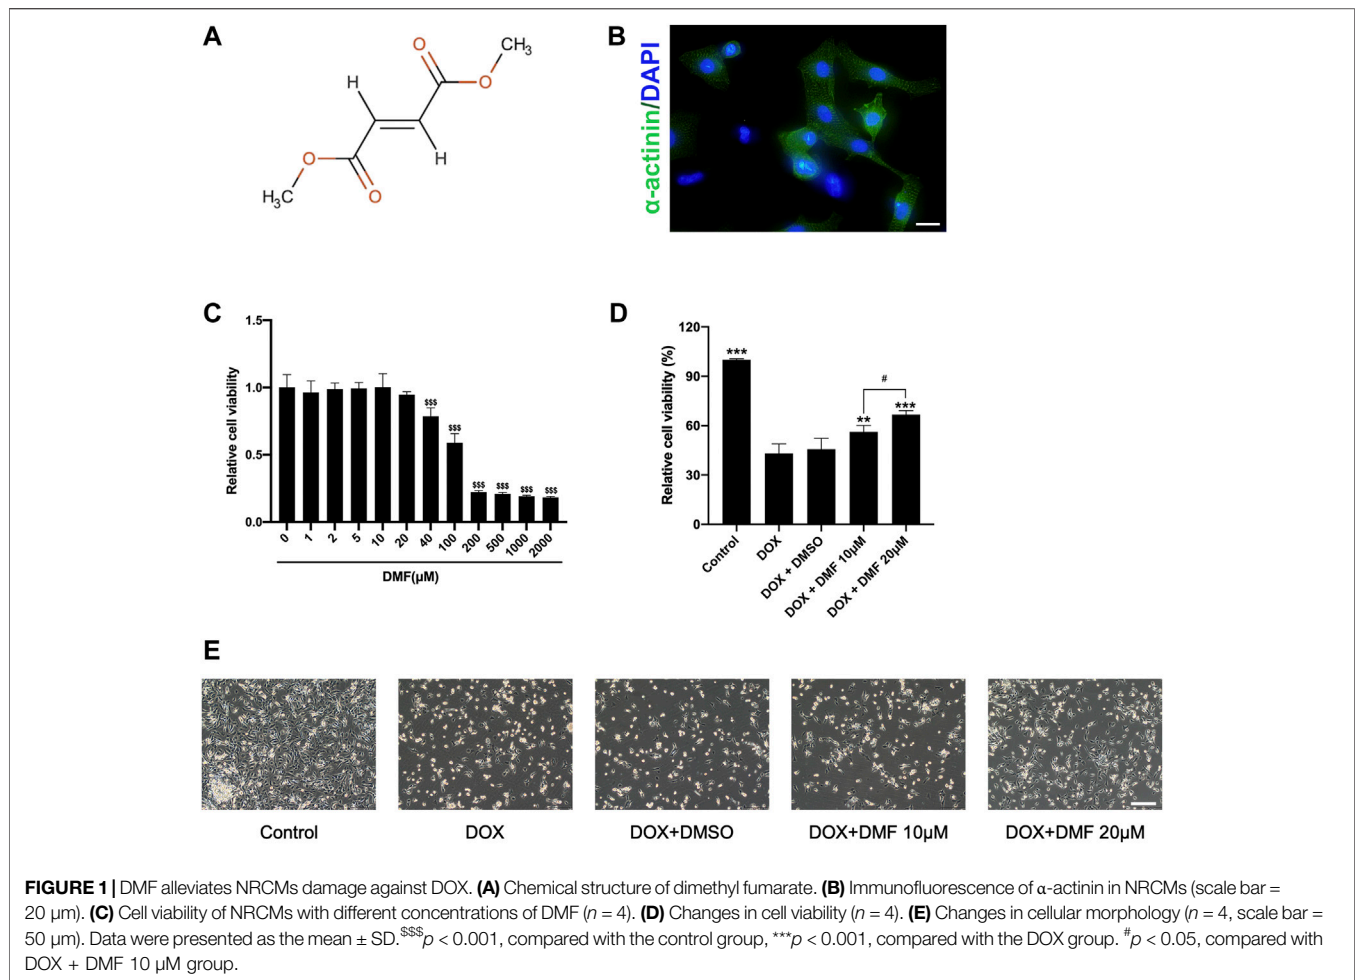 A
O
CH3
O
H
H
O
H3C
O
B
α-actinin/DAPI
C
Relative cell viability
1.5
1.0
0.5
0.0
$$$
$$$
$$$ $$$ $$$ $$$
0 1 2 5 10 20 40 100 200 500 1000 2000
DMF(μM)
D
Relative cell viability (%)
120
90
60
30
0
***
**
#
***
Control
DOX
DOX + DMSO
DOX + DMF 10μM
DOX + DMF 20μM
E
Control DOX DOX+DMSO DOX+DMF 10μM DOX+DMF 20μM
FIGURE 1 | DMF alleviates NRCMs damage against DOX. (A) Chemical structure of dimethyl fumarate. (B) Immunofluorescence of α-actinin in NRCMs (scale bar =
20 μm). (C) Cell viability of NRCMs with different concentrations of DMF (n = 4). (D) Changes in cell viability (n = 4). (E) Changes in cellular morphology (n = 4, scale bar =
50 μm). Data were presented as the mean ± SD.$$$p < 0.001, compared with the control group, ***p < 0.001, compared with the DOX group. #p < 0.05, compared with
DOX + DMF 10 μM group.